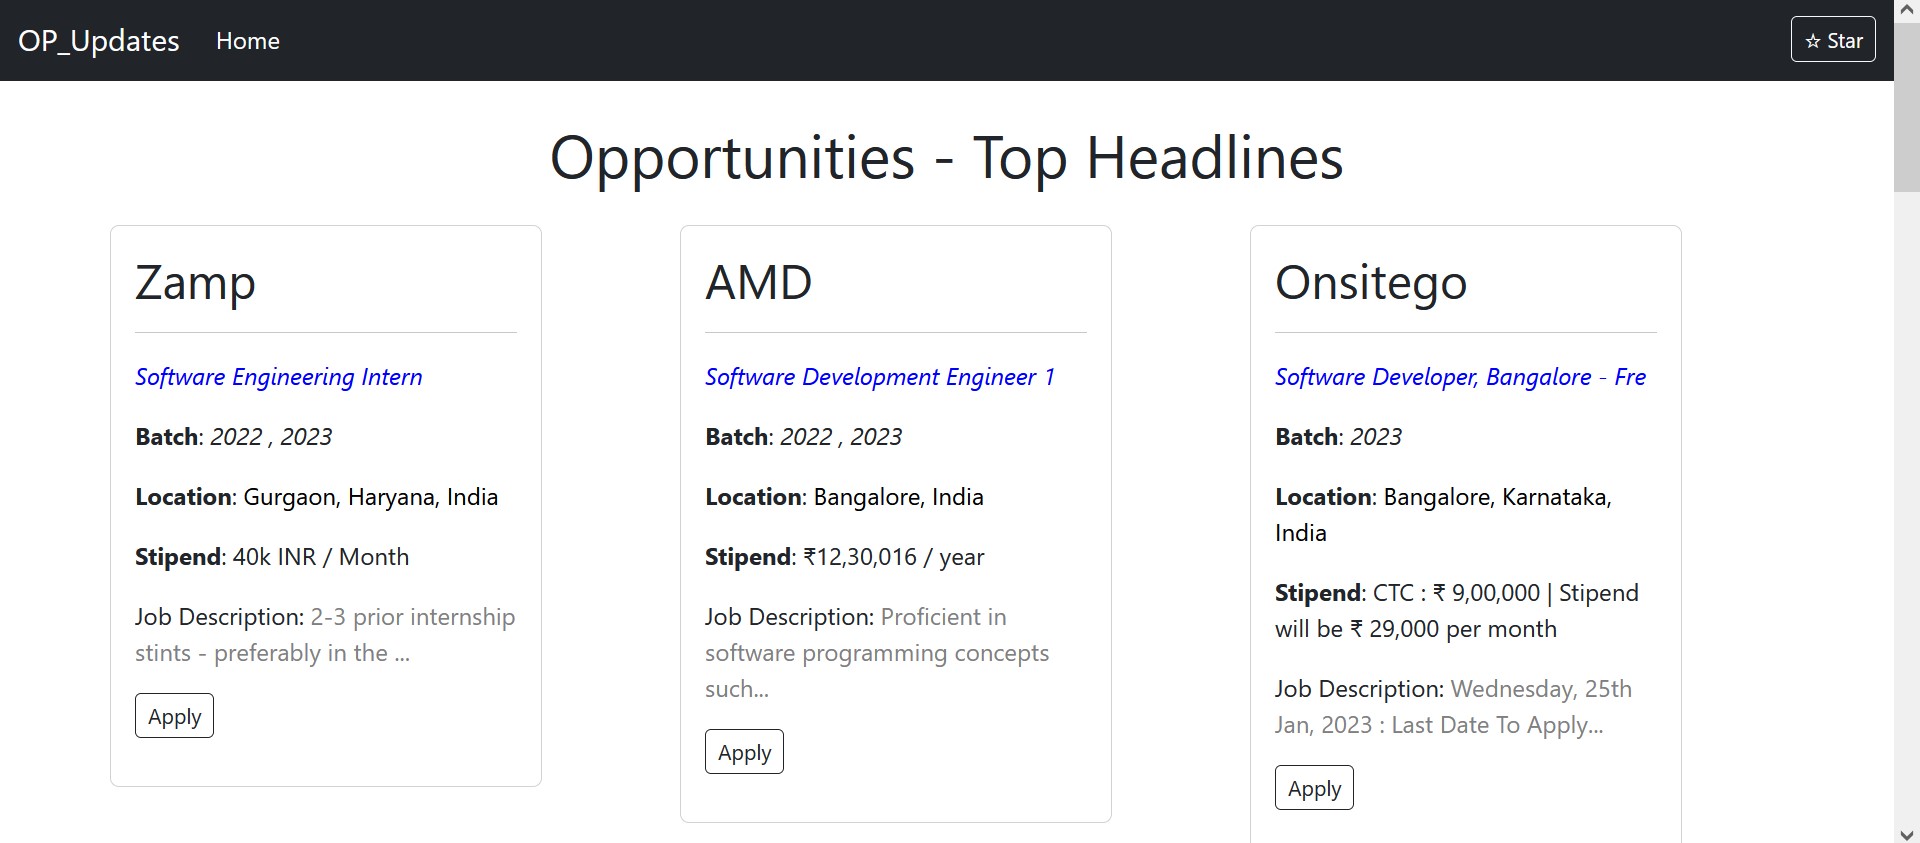 OP_Updates Home ☆ Star
Opportunities - Top Headlines
Zamp
Software Engineering Intern
Batch: 2022 , 2023
Location: Gurgaon, Haryana, India
Stipend: 40k INR / Month
Job Description: 2-3 prior internship
stints - preferably in the ...
Apply
AMD
Software Development Engineer 1
Batch: 2022 , 2023
Location: Bangalore, India
Stipend: ₹12,30,016 / year
Job Description: Proficient in
software programming concepts
such...
Apply
Onsitego
Software Developer, Bangalore - Fre
Batch: 2023
Location: Bangalore, Karnataka,
India
Stipend: CTC : ₹ 9,00,000 | Stipend
will be ₹ 29,000 per month
Job Description: Wednesday, 25th
Jan, 2023 : Last Date To Apply...
Apply